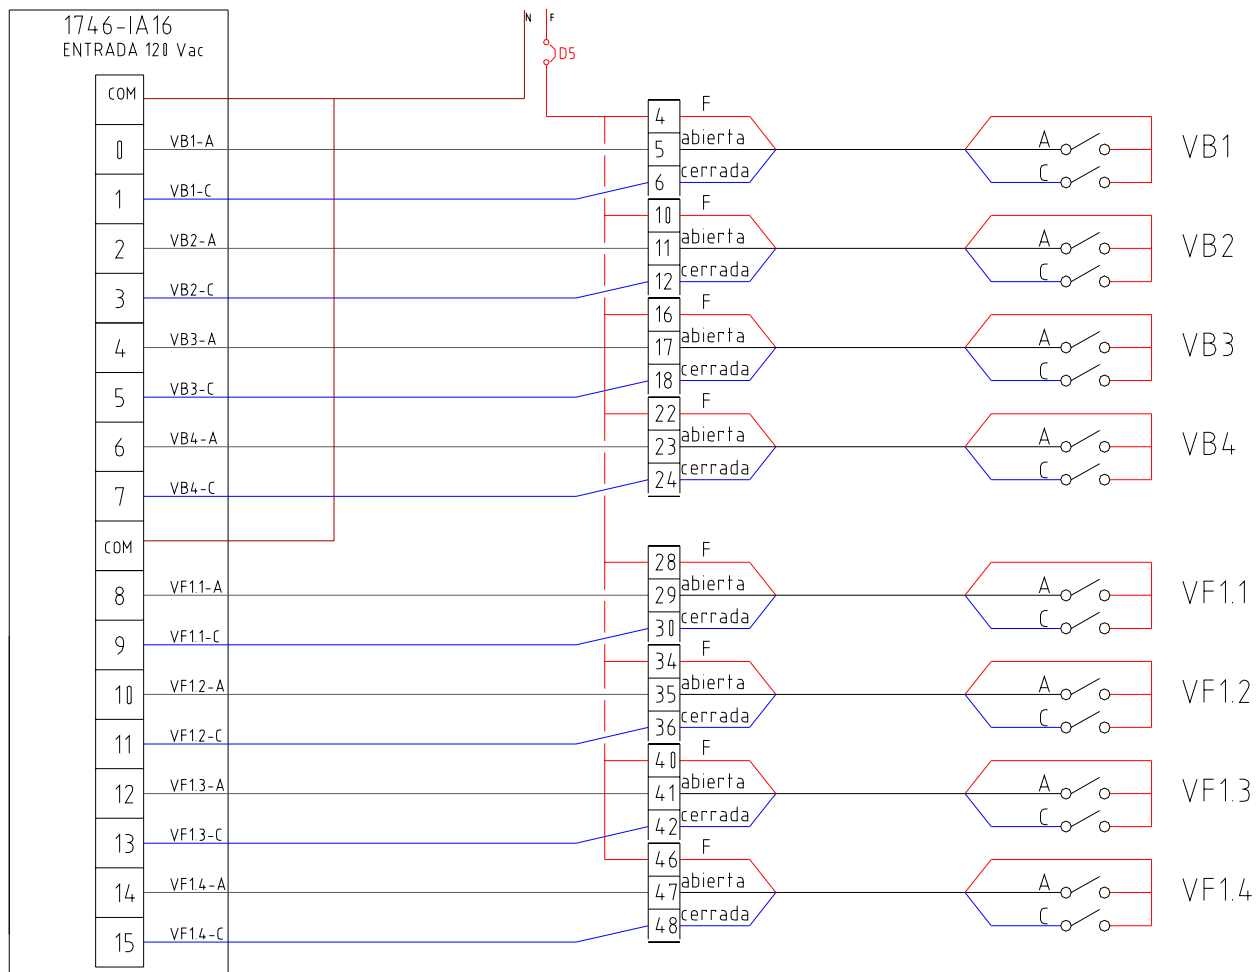 1746-IA16
ENTRADA 120 Vac
N F
D5
COM
F
4
0 VB1-A 5 abierta A VB1
1 VB1-C 6 cerrada C
10 F
2 VB2-A 11 abierta A VB2
3 VB2-C 12 cerrada C
16 F
4 VB3-A 17 abierta A VB3
5 VB3-C 18 cerrada C
22 F
6 VB4-A 23 abierta A VB4
7 VB4-C 24 cerrada C
COM
28 F
8 VF1.1-A 29 abierta A VF1.1
9 VF1.1-C 30 cerrada C
34 F
10 VF1.2-A 35 abierta A VF1.2
11 VF1.2-C 36 cerrada C
40 F
12 VF1.3-A 41 abierta A VF1.3
13 VF1.3-C 42 cerrada C
46 F
14 VF1.4-A 47 abierta A VF1.4
15 VF1.4-C 48 cerrada C